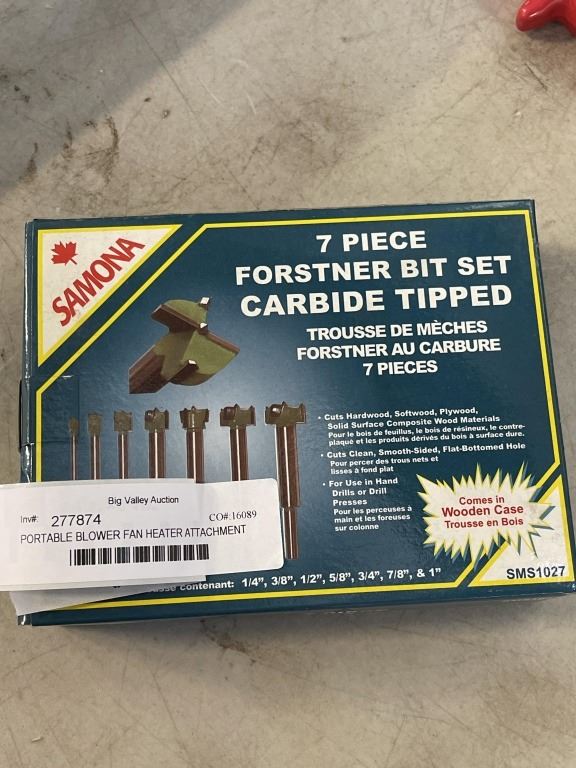 SAMONA
7 PIECE
FORSTNER BIT SET
CARBIDE TIPPED
TROUSSE DE MÈCHES
FORSTNER AU CARBURE
7 PIECES
• Cuts Hardwood, Softwood, Plywood,
Solid Surface Composite Wood Materials
Pour le bois de feuillus, le bois de résineux, le contre-
plaqué et les produits dérivés du bois à surface dure.
• Cuts Clean, Smooth-Sided, Flat-Bottomed Hole
Pour percer des trous nets et
lisses à fond plat
• For Use in Hand
Drills or Drill
Presses
Pour les perceuses à
main et les foreuses
sur colonne
Comes in
Wooden Case
Trousse en Bois
Big Valley Auction
Inv#: 277874 CO#:16089
PORTABLE BLOWER FAN HEATER ATTACHMENT
contenant: 1/4", 3/8", 1/2", 5/8", 3/4", 7/8", & 1"
SMS1027